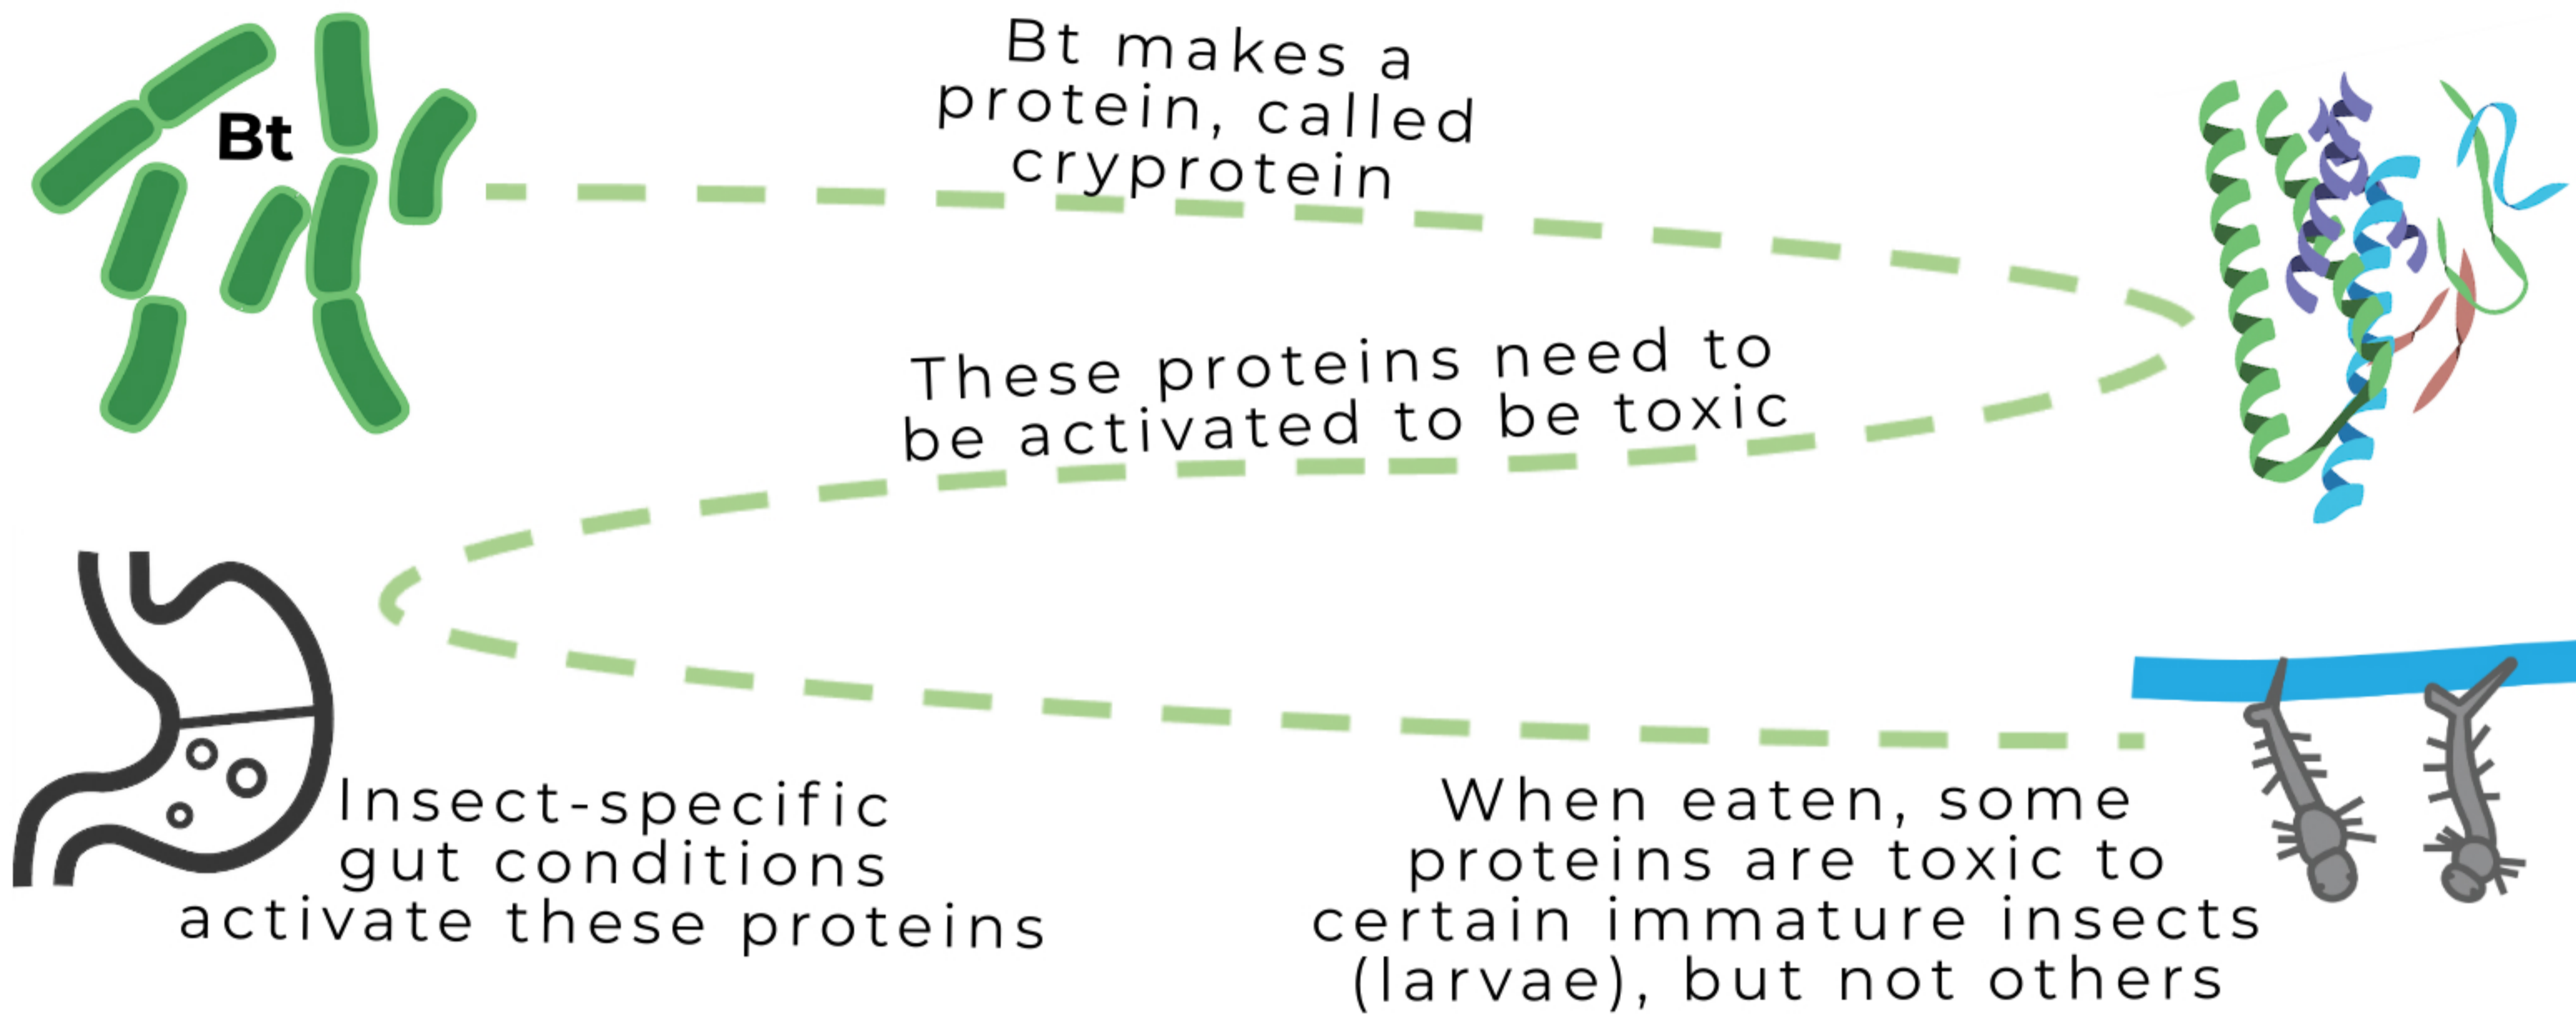 Bt
Bt makes a
protein, called
cryprotein
These proteins need to
be activated to be toxic
Insect-specific
gut conditions
activate these proteins
When eaten, some
proteins are toxic to
certain immature insects
(larvae), but not others